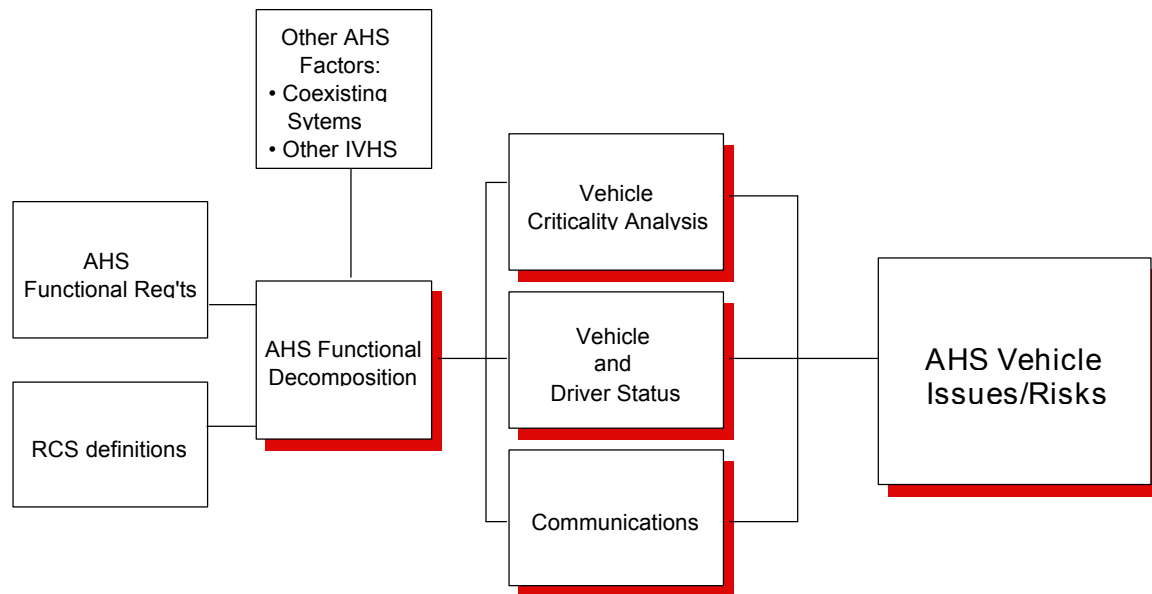 Other AHS
Factors:
• Coexisting
Sytems
• Other IVHS
AHS
Functional Req'ts
RCS definitions
AHS Functional
Decomposition
Vehicle
Criticality Analysis
Vehicle
and
Driver Status
Communications
AHS Vehicle
Issues/Risks